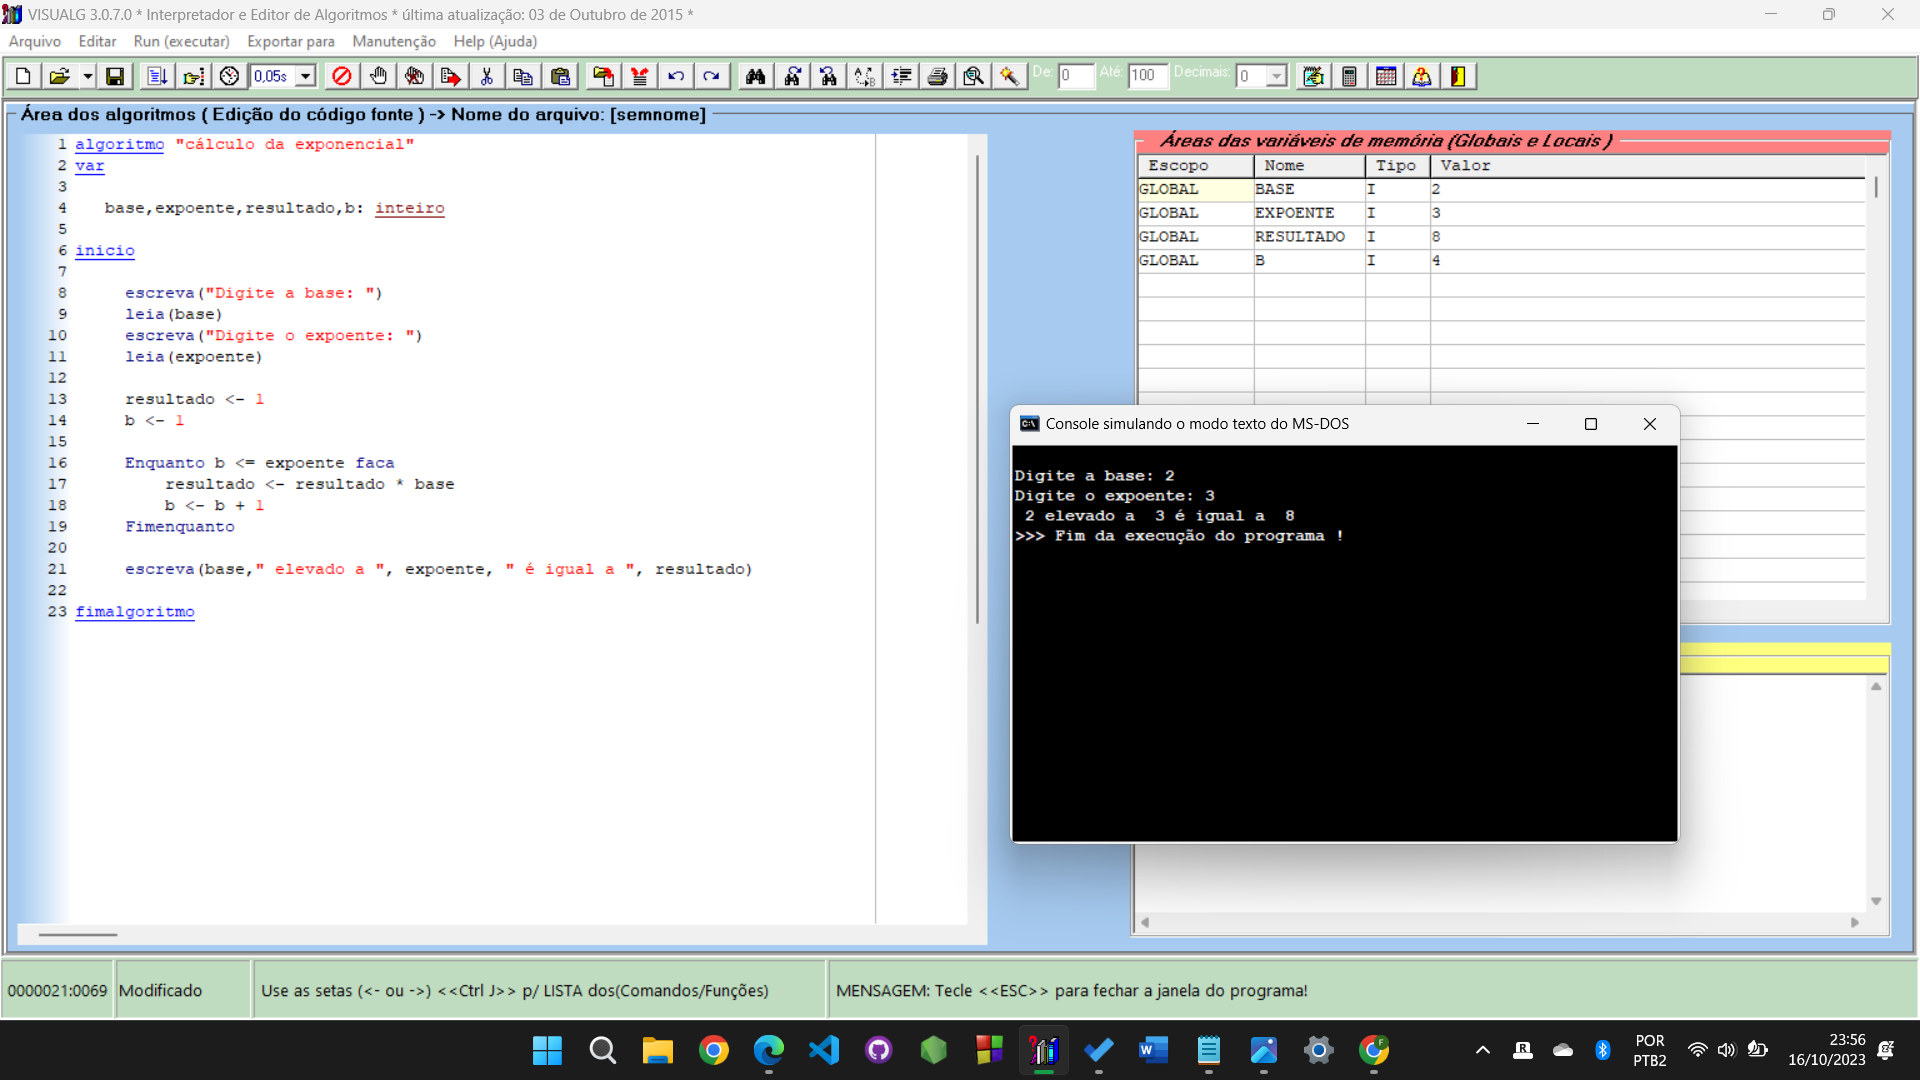 VISUALG 3.0.7.0 * Interpretador e Editor de Algoritmos * última atualização: 03 de Outubro de 2015 *
Arquivo Editar Run (executar) Exportar para Manutenção Help (Ajuda)
0,05s De: 0 Até: 100 Decimais: 0
Área dos algoritmos ( Edição do código fonte ) -> Nome do arquivo: [semnome]
1 algoritmo "cálculo da exponencial"
2 var
3
4 base,expoente,resultado,b: inteiro
5
6 inicio
7
8 escreva("Digite a base: ")
9 leia(base)
10 escreva("Digite o expoente: ")
11 leia(expoente)
12
13 resultado <- 1
14 b <- 1
15
16 Enquanto b <= expoente faca
17 resultado <- resultado * base
18 b <- b + 1
19 Fimenquanto
20
21 escreva(base," elevado a ", expoente, " é igual a ", resultado)
22
23 fimalgoritmo
Áreas das variáveis de memória (Globais e Locais )
Escopo Nome Tipo Valor
GLOBAL BASE I 2
GLOBAL EXPOENTE I 3
GLOBAL RESULTADO I 8
GLOBAL B I 4
Console simulando o modo texto do MS-DOS
Digite a base: 2
Digite o expoente: 3
2 elevado a 3 é igual a 8
>>> Fim da execução do programa !
0000021:0069 Modificado Use as setas (<- ou ->) <<Ctrl J>> p/ LISTA dos(Comandos/Funções) MENSAGEM: Tecle <<ESC>> para fechar a janela do programa!
POR
PTB2
23:56
16/10/2023